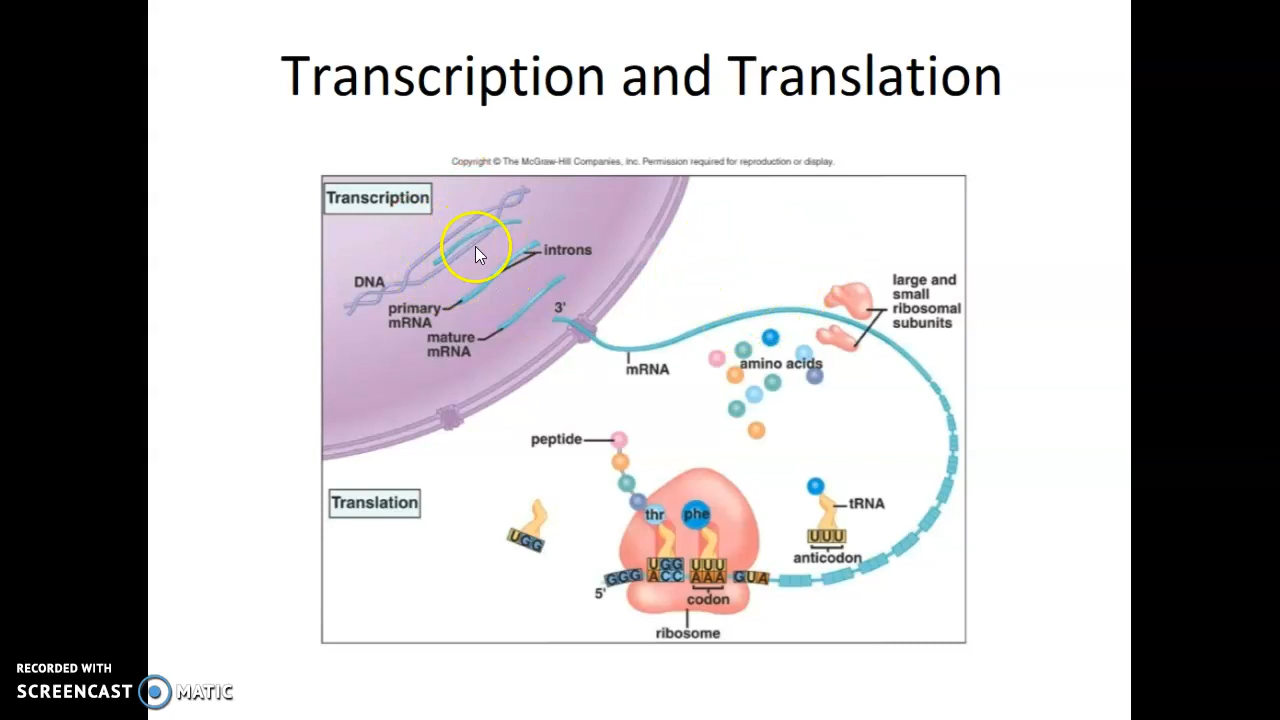 Transcription and Translation
Copyright © The McGraw-Hill Companies, Inc. Permission required for reproduction or display.
Transcription
introns
DNA
primary
mRNA
mature
mRNA
3'
mRNA
large and
small
ribosomal
subunits
amino acids
peptide
Translation
thr
phe
tRNA
UGG
UUU
anticodon
5'
GGG
UGG
ACC
UUU
AAA
GUA
codon
ribosome
RECORDED WITH
SCREENCAST MATIC